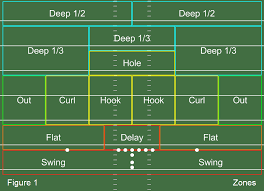 Deep 1/2 Deep 1/2
Deep 1/3 Deep 1/3 Deep 1/3
Hole
Out Curl Hook Hook Curl Out
Flat Delay Flat
Swing Swing
Figure 1 Zones